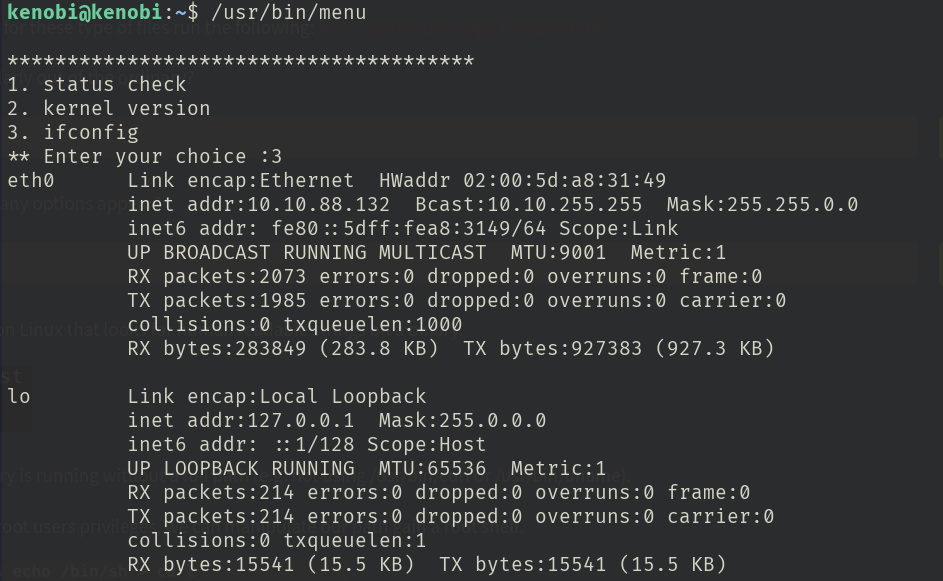 kenobi@kenobi:~$ /usr/bin/menu
***************************************
1. status check
2. kernel version
3. ifconfig
** Enter your choice :3
eth0      Link encap:Ethernet  HWaddr 02:00:5d:a8:31:49
          inet addr:10.10.88.132  Bcast:10.10.255.255  Mask:255.255.0.0
          inet6 addr: fe80::5dff:fea8:3149/64 Scope:Link
          UP BROADCAST RUNNING MULTICAST  MTU:9001  Metric:1
          RX packets:2073 errors:0 dropped:0 overruns:0 frame:0
          TX packets:1985 errors:0 dropped:0 overruns:0 carrier:0
          collisions:0 txqueuelen:1000
          RX bytes:283849 (283.8 KB)  TX bytes:927383 (927.3 KB)
lo        Link encap:Local Loopback
          inet addr:127.0.0.1  Mask:255.0.0.0
          inet6 addr: ::1/128 Scope:Host
          UP LOOPBACK RUNNING  MTU:65536  Metric:1
          RX packets:214 errors:0 dropped:0 overruns:0 frame:0
          TX packets:214 errors:0 dropped:0 overruns:0 carrier:0
          collisions:0 txqueuelen:1
          RX bytes:15541 (15.5 KB)  TX bytes:15541 (15.5 KB)